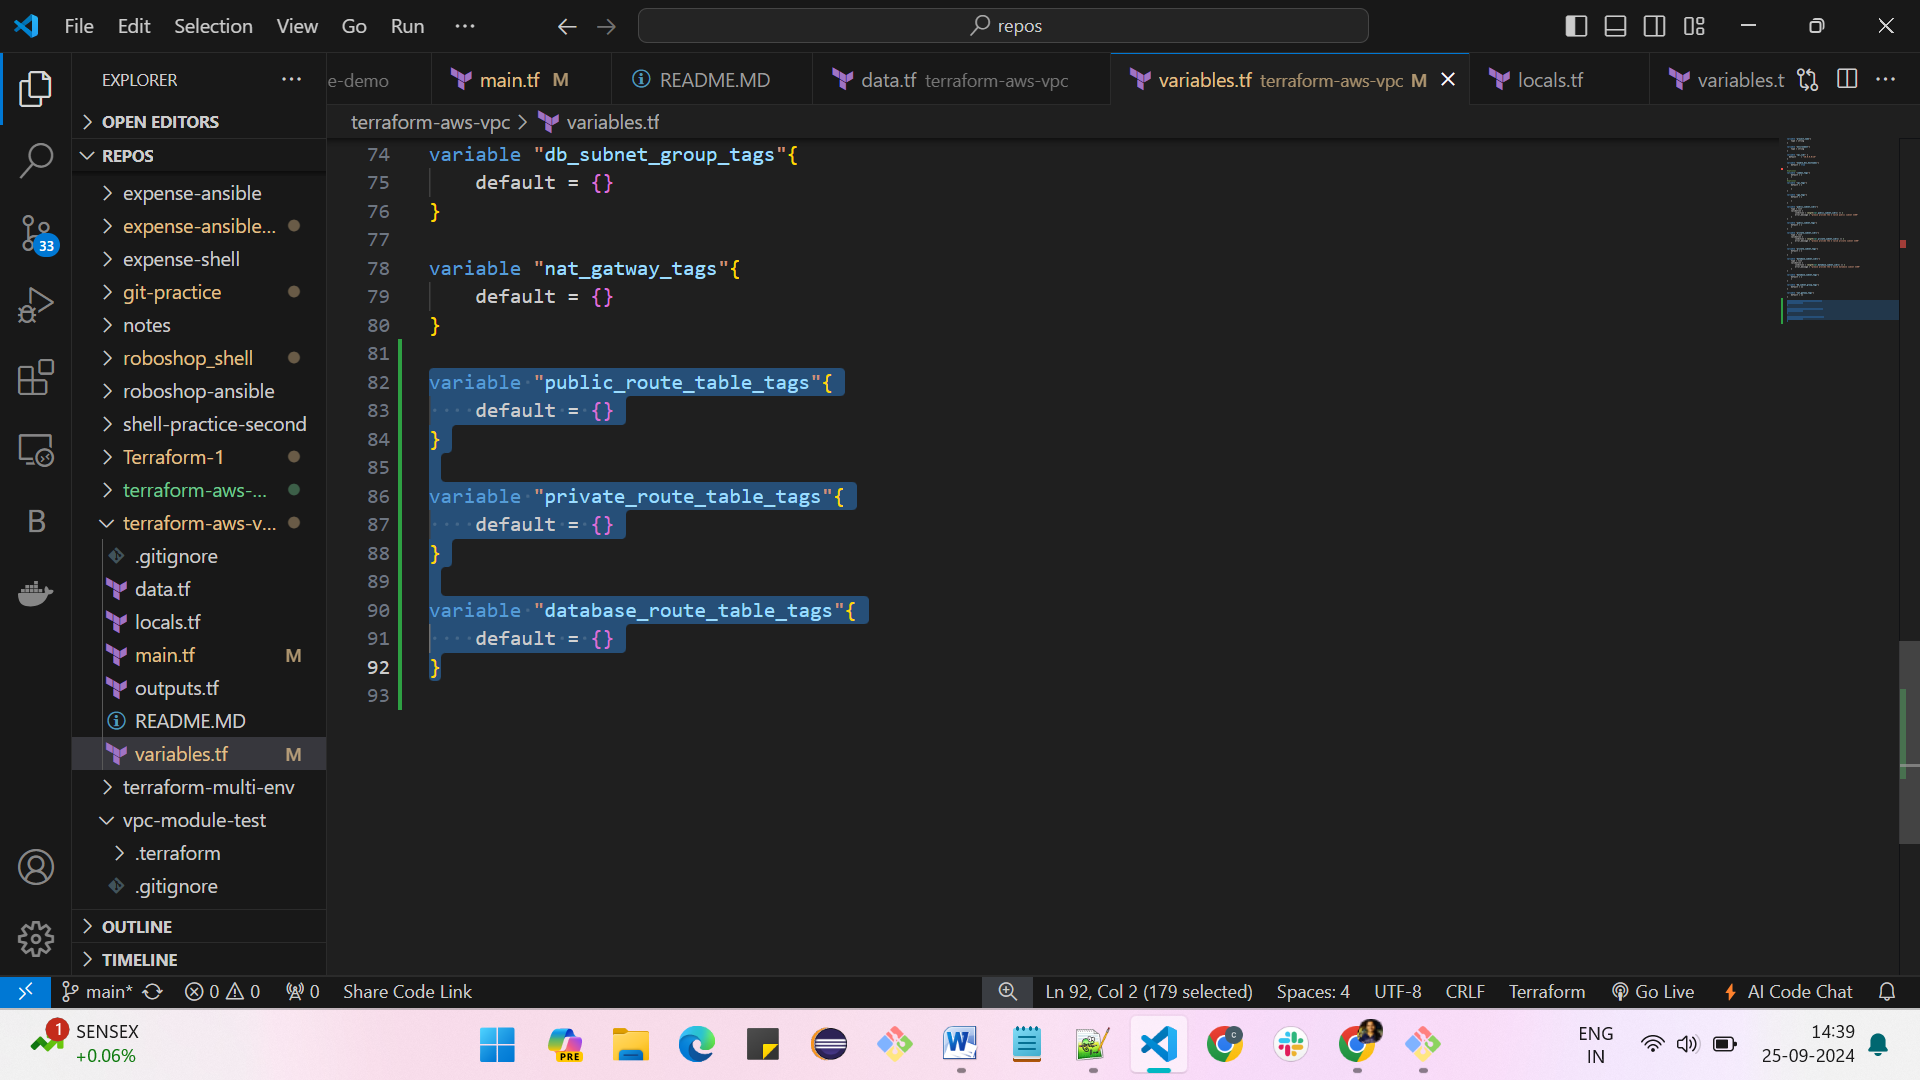 File Edit Selection View Go Run ···
repos
EXPLORER
e-demo
main.tf M
README.MD
data.tf terraform-aws-vpc
variables.tf terraform-aws-vpc M
locals.tf
variables.t
OPEN EDITORS
terraform-aws-vpc > variables.tf
REPOS
expense-ansible
expense-ansible...
expense-shell
33
git-practice
notes
roboshop_shell
roboshop-ansible
shell-practice-second
Terraform-1
terraform-aws-...
terraform-aws-v...
.gitignore
data.tf
locals.tf
main.tf M
outputs.tf
README.MD
variables.tf M
terraform-multi-env
vpc-module-test
.terraform
.gitignore
OUTLINE
TIMELINE
B
74 variable "db_subnet_group_tags"{
75 default = {}
76 }
77
78 variable "nat_gatway_tags"{
79 default = {}
80 }
81
82 variable "public_route_table_tags"{
83 default = {}
84 }
85
86 variable "private_route_table_tags"{
87 default = {}
88 }
89
90 variable "database_route_table_tags"{
91 default = {}
92 }
93
main* 0 0 0 Share Code Link
Ln 92, Col 2 (179 selected) Spaces: 4 UTF-8 CRLF Terraform Go Live AI Code Chat
1 SENSEX
+0.06%
PRE
W
C
ENG
IN
14:39
25-09-2024